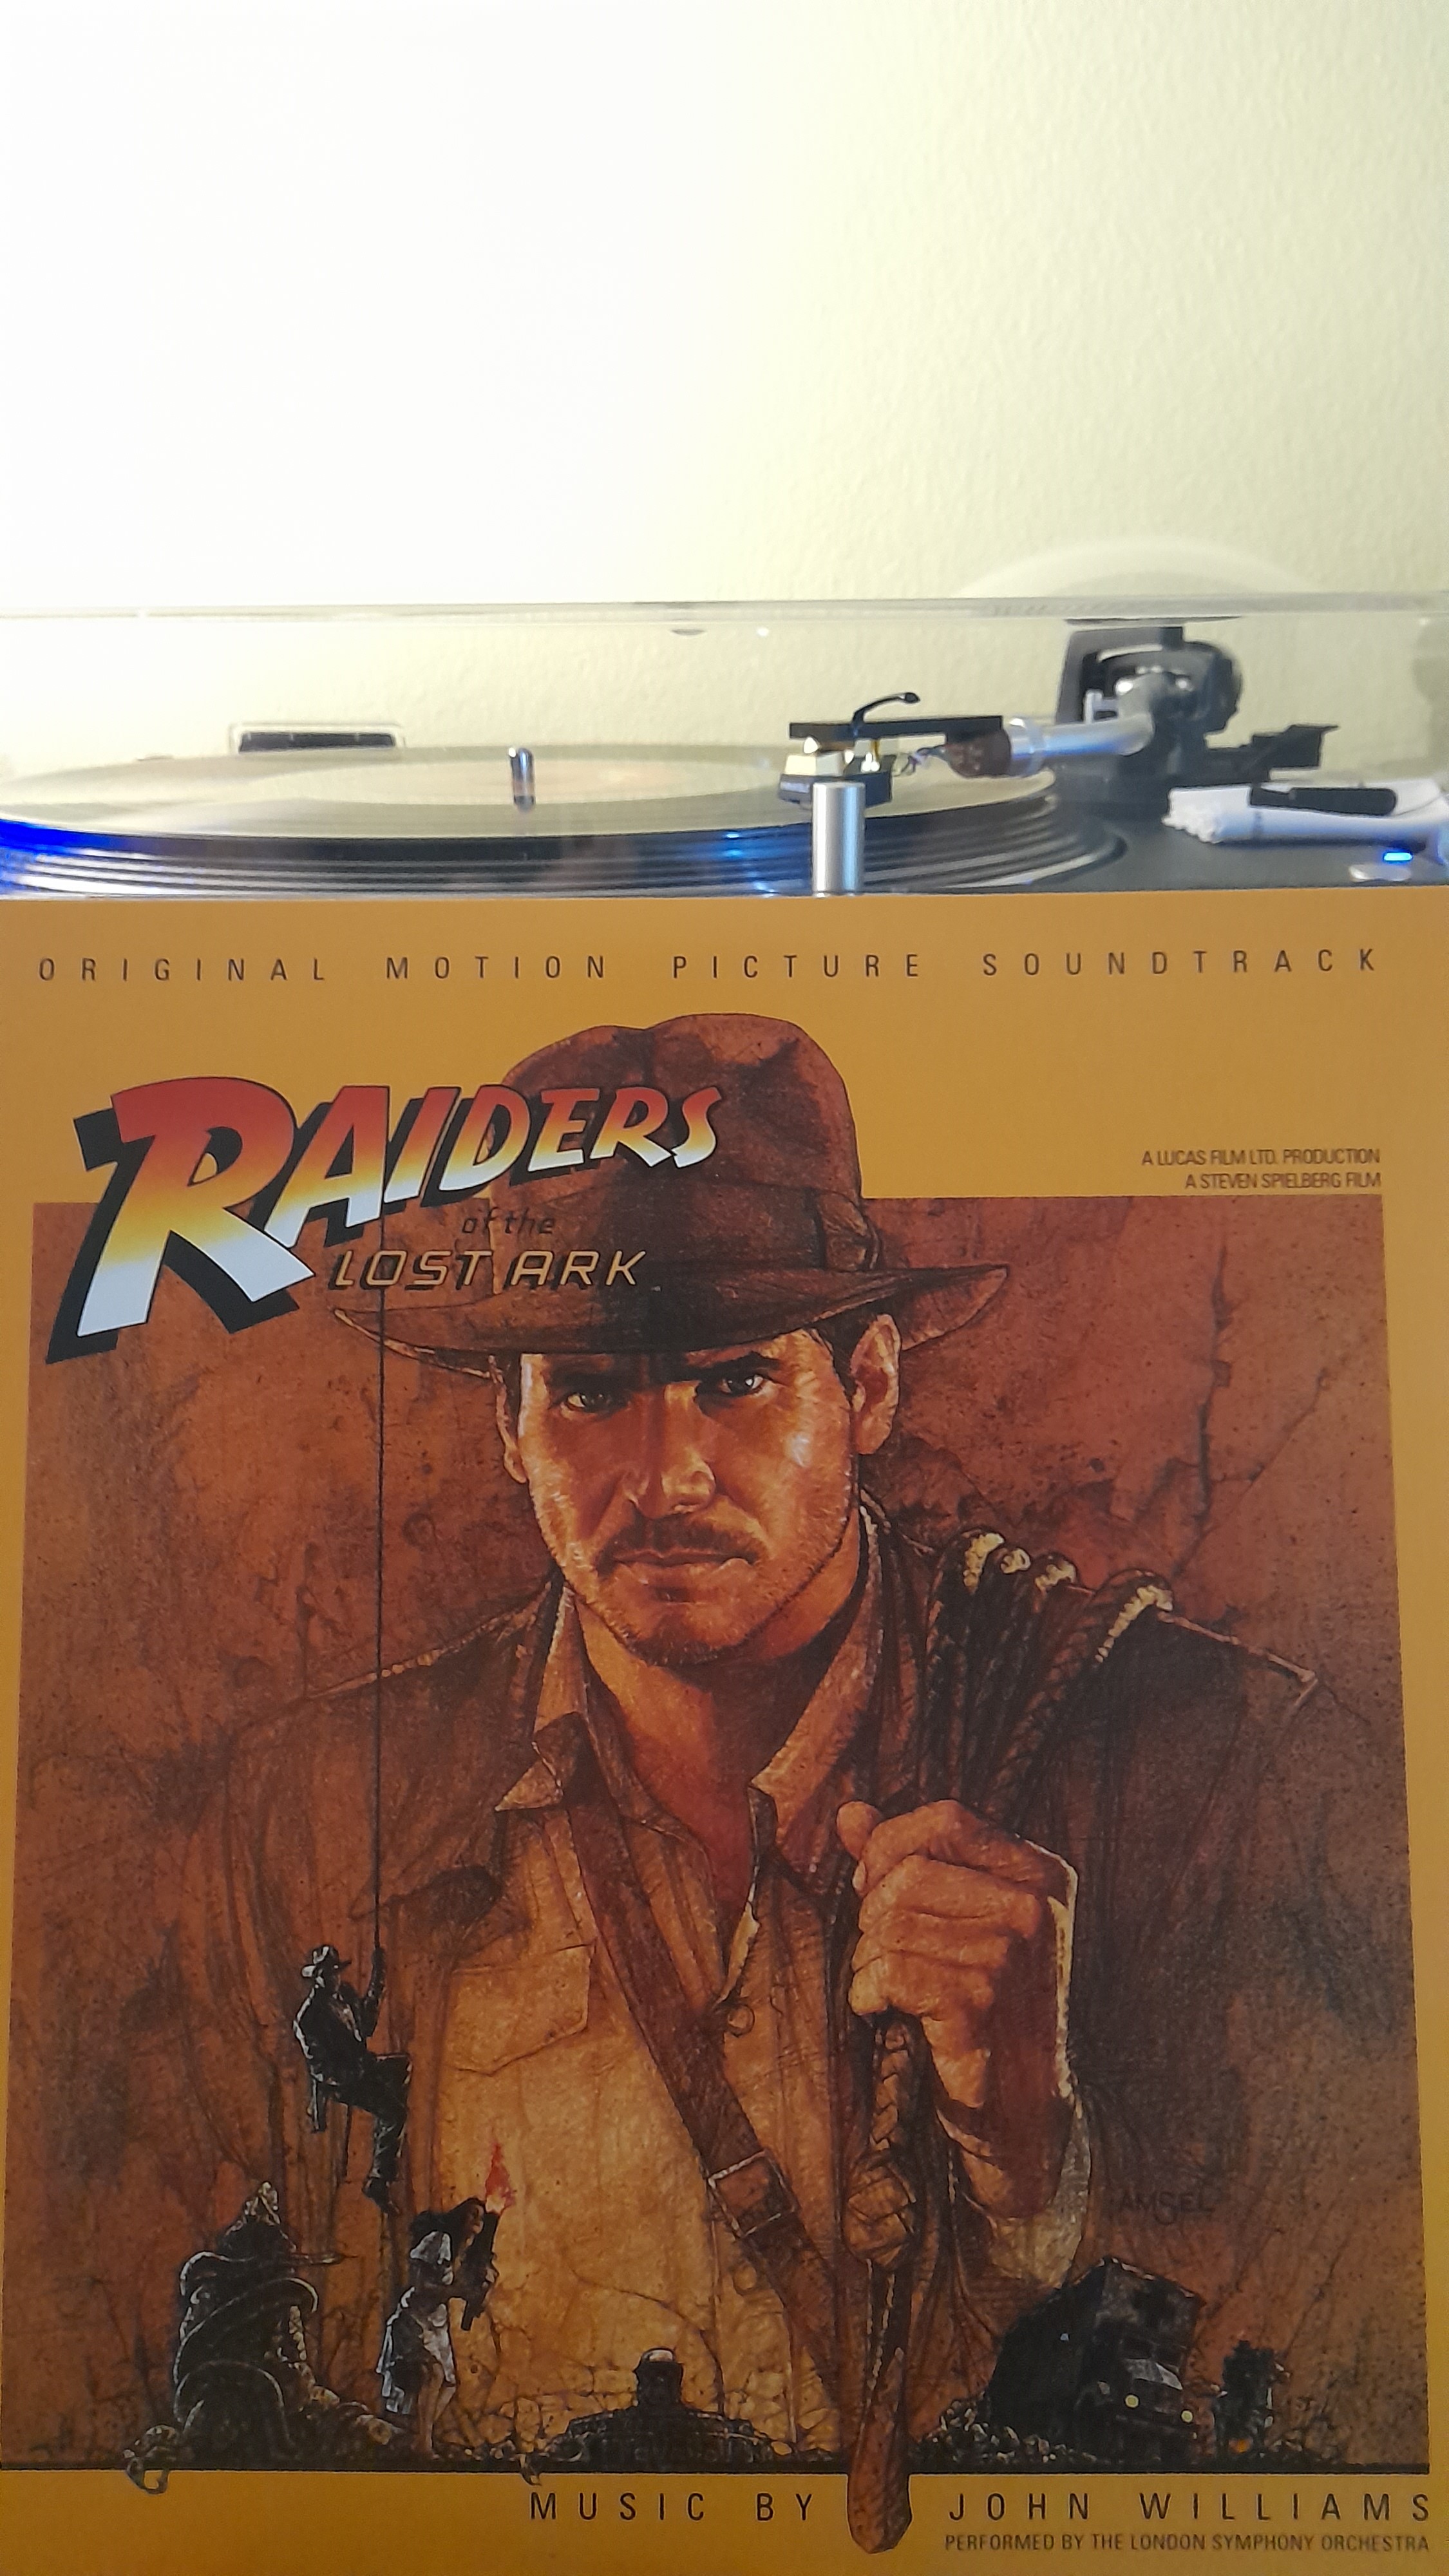 ORIGINAL MOTION PICTURE SOUNDTRACK
RAIDERS
of the
LOST ARK
A LUCAS FILM LTD. PRODUCTION
A STEVEN SPIELBERG FILM
AMSEL
MUSIC BY JOHN WILLIAMS
PERFORMED BY THE LONDON SYMPHONY ORCHESTRA